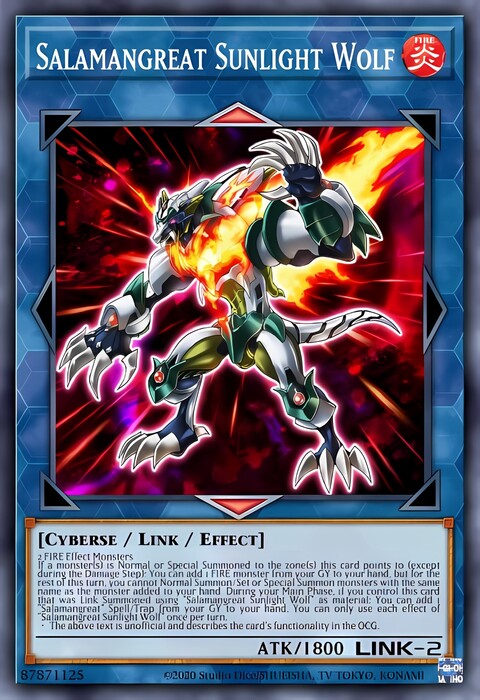 SALAMANGREAT SUNLIGHT WOLF
FIRE
炎
[CYBERSE / LINK / EFFECT]
2 FIRE Effect Monsters
If a monster(s) is Normal or Special Summoned to the zone(s) this card points to (except
during the Damage Step): You can add 1 FIRE monster from your GY to your hand, but for the
rest of this turn, you cannot Normal Summon/Set or Special Summon monsters with the same
name as the monster added to your hand. During your Main Phase, if you control this card
that was Link Summoned using "Salamangreat Sunlight Wolf" as material: You can add 1
"Salamangreat" Spell/Trap from your GY to your hand. You can only use each effect of
"Salamangreat Sunlight Wolf" once per turn.
· The above text is unofficial and describes the card's functionality in the OCG.
ATK/1800 LINK-2
87871125
©2020 Studio Dice/SHUEISHA, TV TOKYO, KONAMI